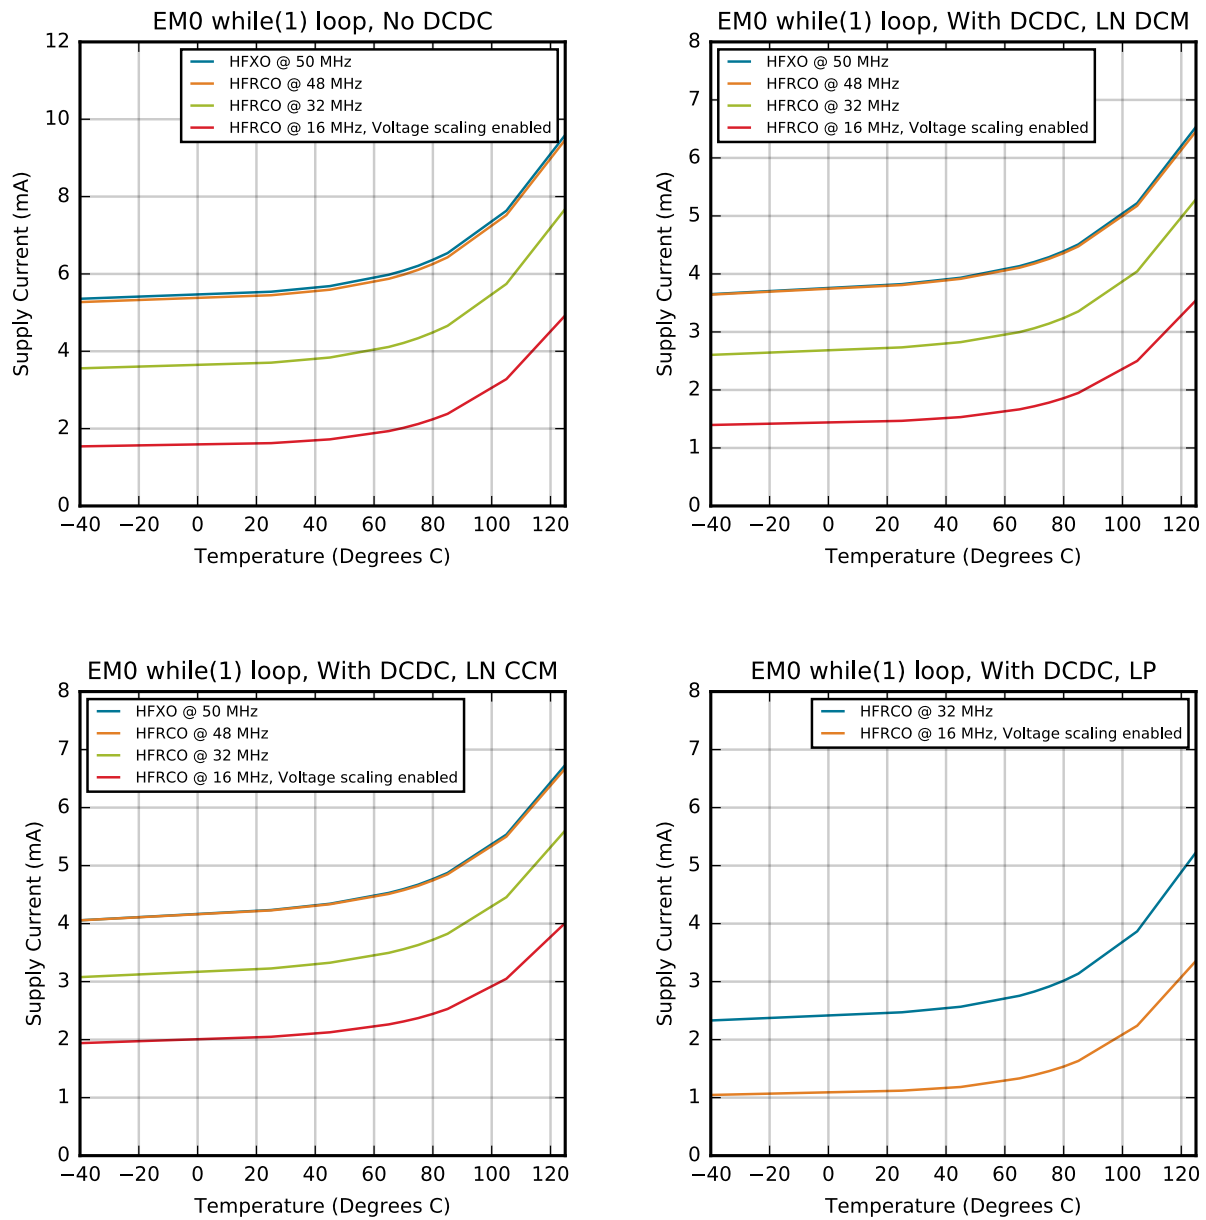 EM0 while(1) loop, No DCDC
12
10
8
6
4
2
0
Supply Current (mA)
HFXO @ 50 MHz
HFRCO @ 48 MHz
HFRCO @ 32 MHz
HFRCO @ 16 MHz, Voltage scaling enabled
−40 −20 0 20 40 60 80 100 120
Temperature (Degrees C)
EM0 while(1) loop, With DCDC, LN DCM
8
7
6
5
4
3
2
1
0
Supply Current (mA)
HFXO @ 50 MHz
HFRCO @ 48 MHz
HFRCO @ 32 MHz
HFRCO @ 16 MHz, Voltage scaling enabled
−40 −20 0 20 40 60 80 100 120
Temperature (Degrees C)
EM0 while(1) loop, With DCDC, LN CCM
8
7
6
5
4
3
2
1
0
Supply Current (mA)
HFXO @ 50 MHz
HFRCO @ 48 MHz
HFRCO @ 32 MHz
HFRCO @ 16 MHz, Voltage scaling enabled
−40 −20 0 20 40 60 80 100 120
Temperature (Degrees C)
EM0 while(1) loop, With DCDC, LP
8
7
6
5
4
3
2
1
0
Supply Current (mA)
HFRCO @ 32 MHz
HFRCO @ 16 MHz, Voltage scaling enabled
−40 −20 0 20 40 60 80 100 120
Temperature (Degrees C)